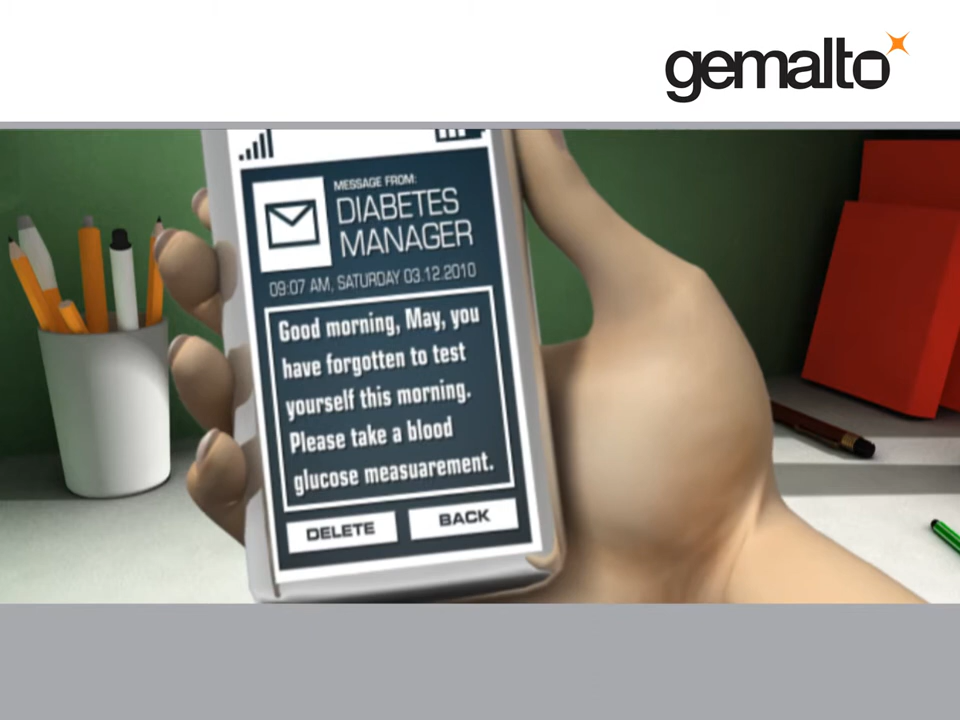 gemalto
MESSAGE FROM:
DIABETES
MANAGER
09:07 AM, SATURDAY 03.12.2010
Good morning, May, you
have forgotten to test
yourself this morning.
Please take a blood
glucose measuarement.
DELETE
BACK